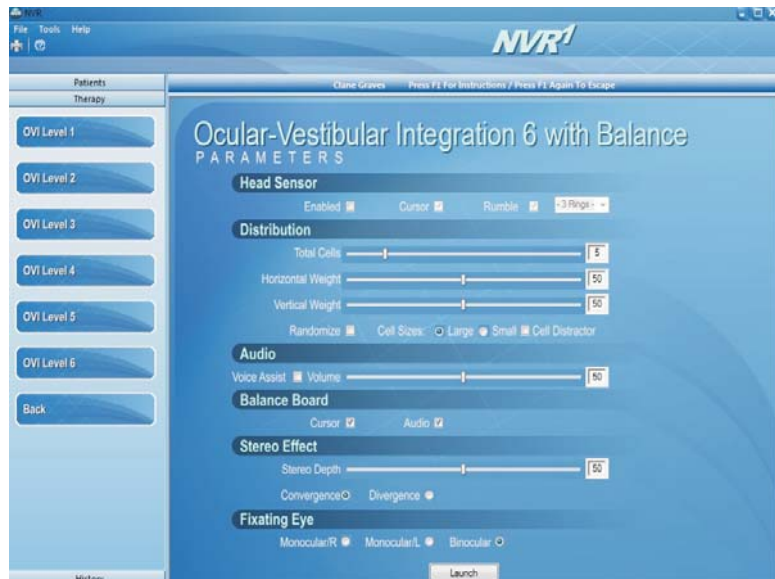 NVR
File Tools Help
NVR1
Patients
Clane Graves Press F1 For Instructions / Press F1 Again To Escape
Therapy
OVI Level 1
OVI Level 2
OVI Level 3
OVI Level 4
OVI Level 5
OVI Level 6
Back
History
Ocular-Vestibular Integration 6 with Balance
PARAMETERS
Head Sensor
Enabled Cursor Rumble - 3 Rings -
Distribution
Total Cells 5
Horizontal Weight 50
Vertical Weight 50
Randomize Cell Sizes: Large Small Cell Distractor
Audio
Voice Assist Volume 50
Balance Board
Cursor Audio
Stereo Effect
Stereo Depth 50
Convergence Divergence
Fixating Eye
Monocular/R Monocular/L Binocular
Launch